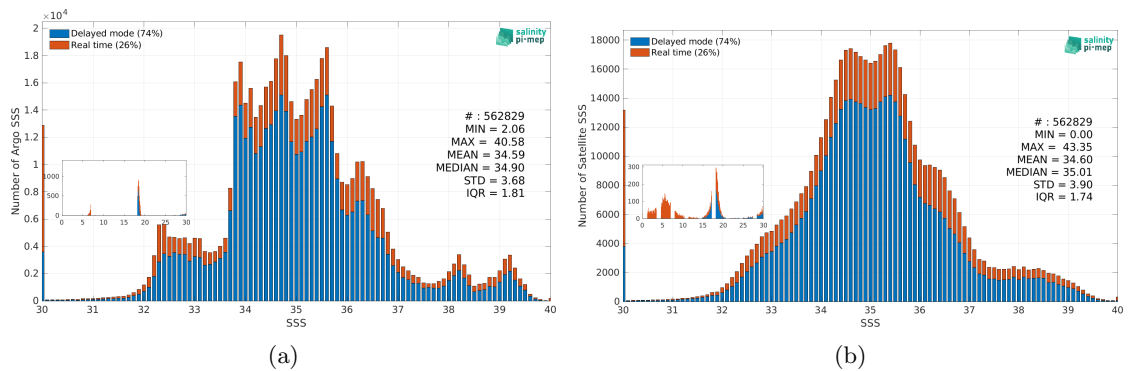 ×10⁴
2
1.8
1.6
1.4
1.2
1
0.8
0.6
0.4
0.2
0
Number of Argo SSS
Delayed mode (74%)
Real time (26%)
salinity
pi-mep
# : 562829
MIN = 2.06
MAX = 40.58
MEAN = 34.59
MEDIAN = 34.90
STD = 3.68
IQR = 1.81
1000
500
0
0 5 10 15 20 25 30
30 31 32 33 34 35 36 37 38 39 40
SSS
(a)
18000
16000
14000
12000
10000
8000
6000
4000
2000
0
Number of Satellite SSS
Delayed mode (74%)
Real time (26%)
salinity
pi-mep
# : 562829
MIN = 0.00
MAX = 43.35
MEAN = 34.60
MEDIAN = 35.01
STD = 3.90
IQR = 1.74
300
200
100
0
0 5 10 15 20 25 30
30 31 32 33 34 35 36 37 38 39 40
SSS
(b)